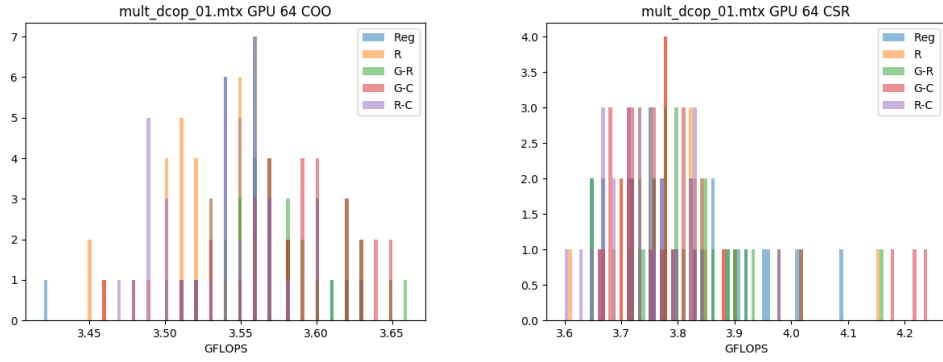 mult_dcop_01.mtx GPU 64 COO
7
6
5
4
3
2
1
0
3.45
3.50
3.55
3.60
3.65
GFLOPS
Reg
R
G-R
G-C
R-C
mult_dcop_01.mtx GPU 64 CSR
4.0
3.5
3.0
2.5
2.0
1.5
1.0
0.5
0.0
3.6
3.7
3.8
3.9
4.0
4.1
4.2
GFLOPS
Reg
R
G-R
G-C
R-C